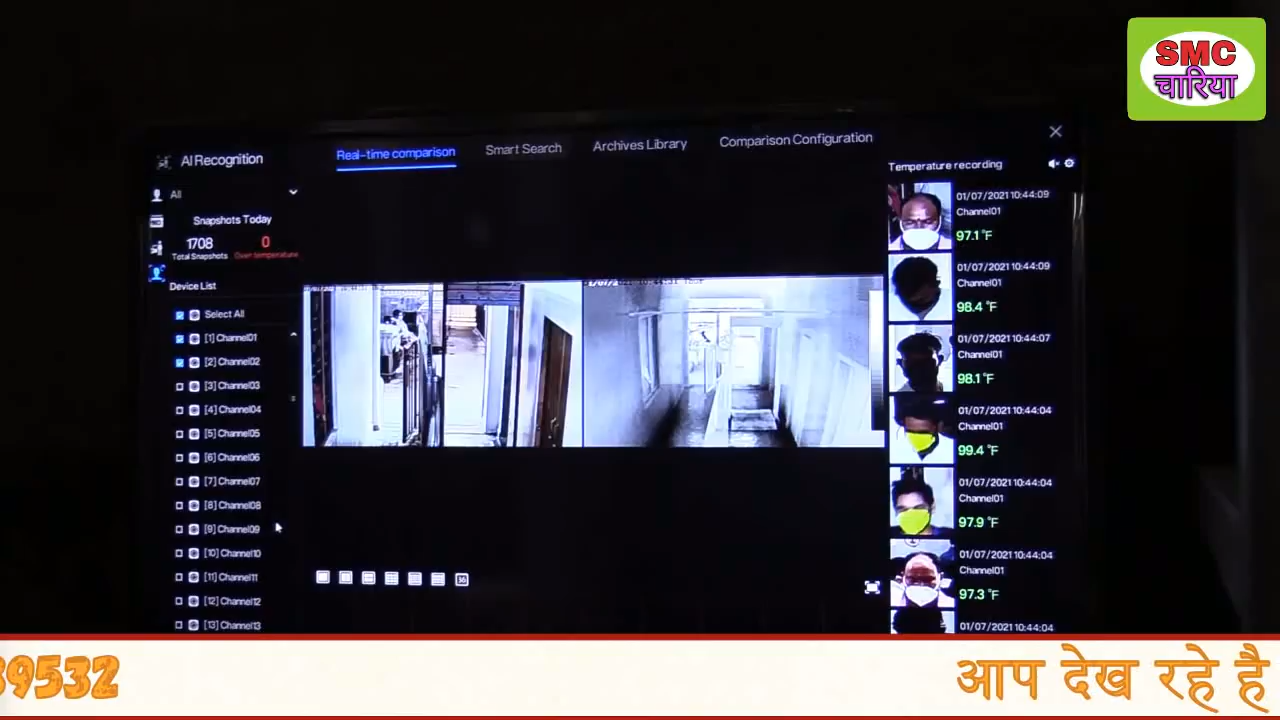 SMC
चारिया
AI Recognition
Real-time comparison
Smart Search
Archives Library
Comparison Configuration
Temperature recording
All
Snapshots Today
1708
0
Total Snapshots
Over temperature
Device List
Select All
[1] Channel01
[2] Channel02
[3] Channel03
[4] Channel04
[5] Channel05
[6] Channel06
[7] Channel07
[8] Channel08
[9] Channel09
[10] Channel10
[11] Channel11
[12] Channel12
[13] Channel13
36
01/07/2021 10:44:09
Channel01
97.1 °F
01/07/2021 10:44:09
Channel01
98.4 °F
01/07/2021 10:44:07
Channel01
98.1 °F
01/07/2021 10:44:04
Channel01
99.4 °F
01/07/2021 10:44:04
Channel01
97.9 °F
01/07/2021 10:44:04
Channel01
97.3 °F
01/07/2021 10:44:04
39532
आप देख रहे है